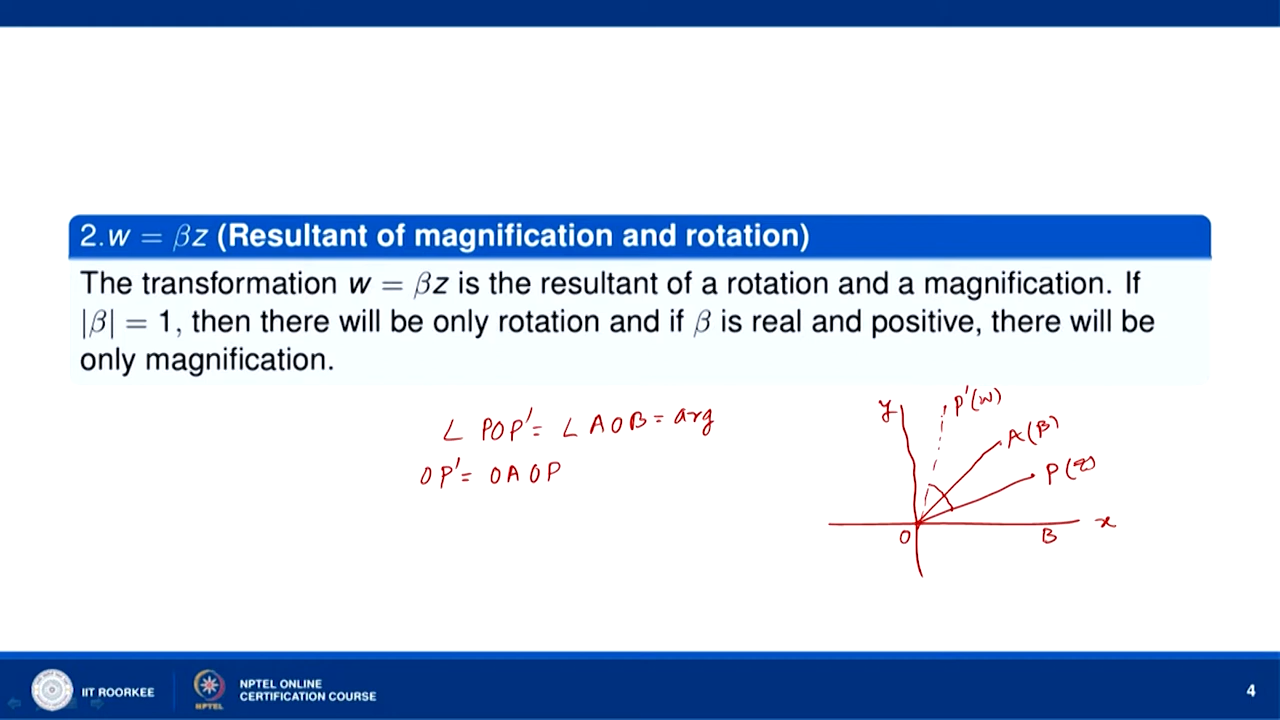 2. w = βz (Resultant of magnification and rotation)
The transformation w = βz is the resultant of a rotation and a magnification. If
|β| = 1, then there will be only rotation and if β is real and positive, there will be
only magnification.
∠ POP' = ∠ AOB = arg
OP' = OA OP
y
P'(w)
A(β)
P(z)
O
B
x
IIT ROORKEE
NPTEL
NPTEL ONLINE
CERTIFICATION COURSE
4